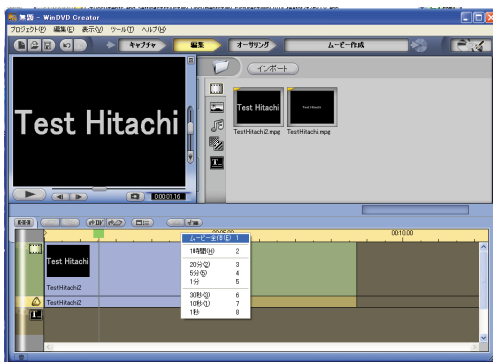 無題 - WinDVD Creator
プロジェクト(P) 編集(E) 表示(V) ツール(T) ヘルプ(H)
キャプチャ 編集 オーサリング ムービー作成
インポート
Test Hitachi
Test Hitachi
TestHitachi2.mpg TestHitachi.mpg
00:05:00 00:10:00
ムービー全体(E) 1
1時間(H) 2
20分(2) 3
5分(5) 4
1分 5
30秒(3) 6
10秒(1) 7
1秒 8
Test Hitachi
TestHitachi2
TestHitachi2